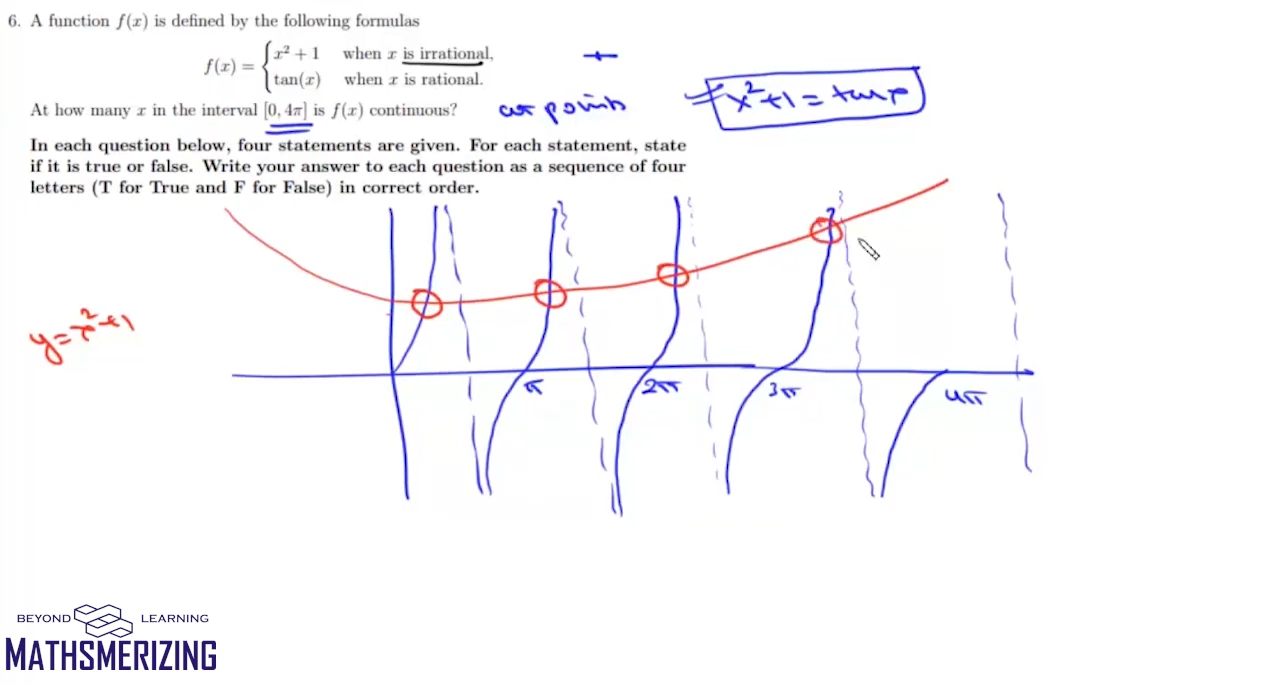 6. A function f(x) is defined by the following formulas
f(x) = { x² + 1 when x is irrational,
tan(x) when x is rational.
At how many x in the interval [0, 4π] is f(x) continuous?
at points
x²+1 = tan x
In each question below, four statements are given. For each statement, state
if it is true or false. Write your answer to each question as a sequence of four
letters (T for True and F for False) in correct order.
y = x²+1
π 2π 3π 4π
BEYOND LEARNING
MATHSMERIZING